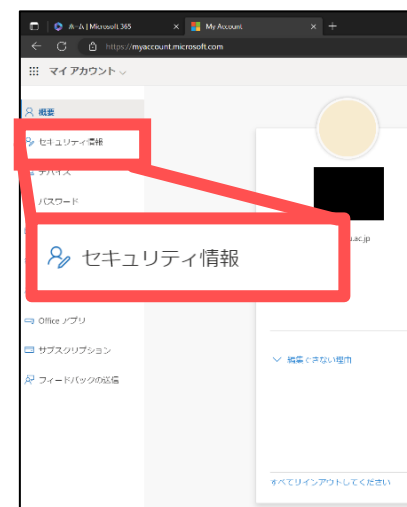 ホーム | Microsoft 365
My Account
https://myaccount.microsoft.com
マイ アカウント
概要
セキュリティ情報
デバイス
パスワード
セキュリティ情報
.ac.jp
Office アプリ
サブスクリプション
フィードバックの送信
編集できない理由
すべてサインアウトしてください